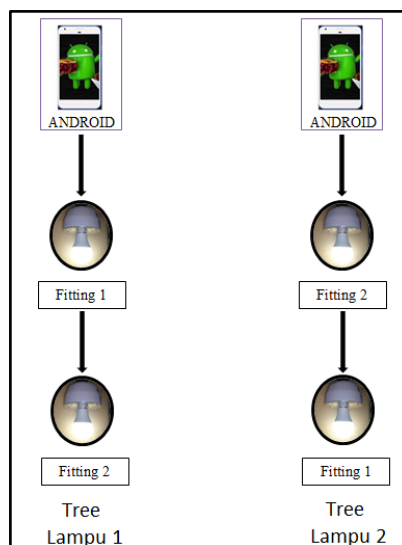 ANDROID
ANDROID
Fitting 1
Fitting 2
Fitting 2
Fitting 1
Tree
Lampu 1
Tree
Lampu 2